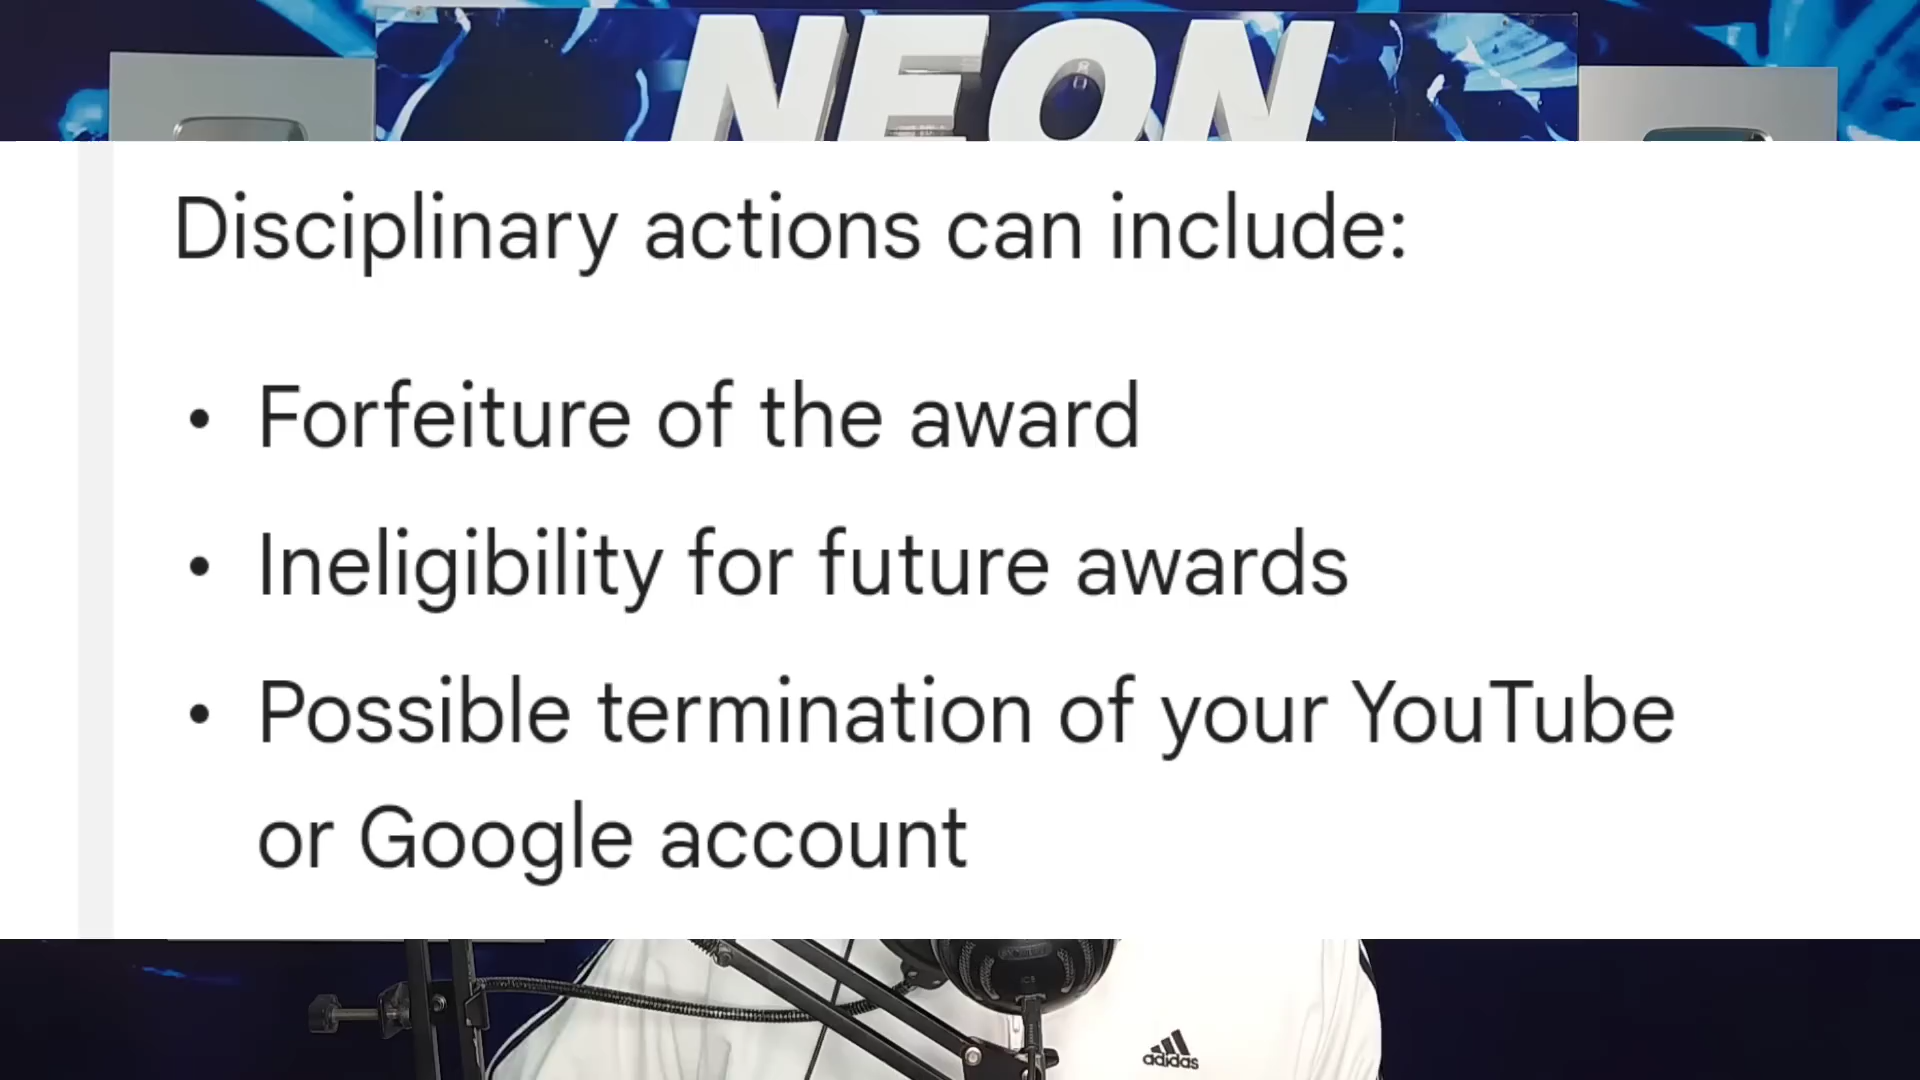 NEON
Disciplinary actions can include:
• Forfeiture of the award
• Ineligibility for future awards
• Possible termination of your YouTube
or Google account
adidas